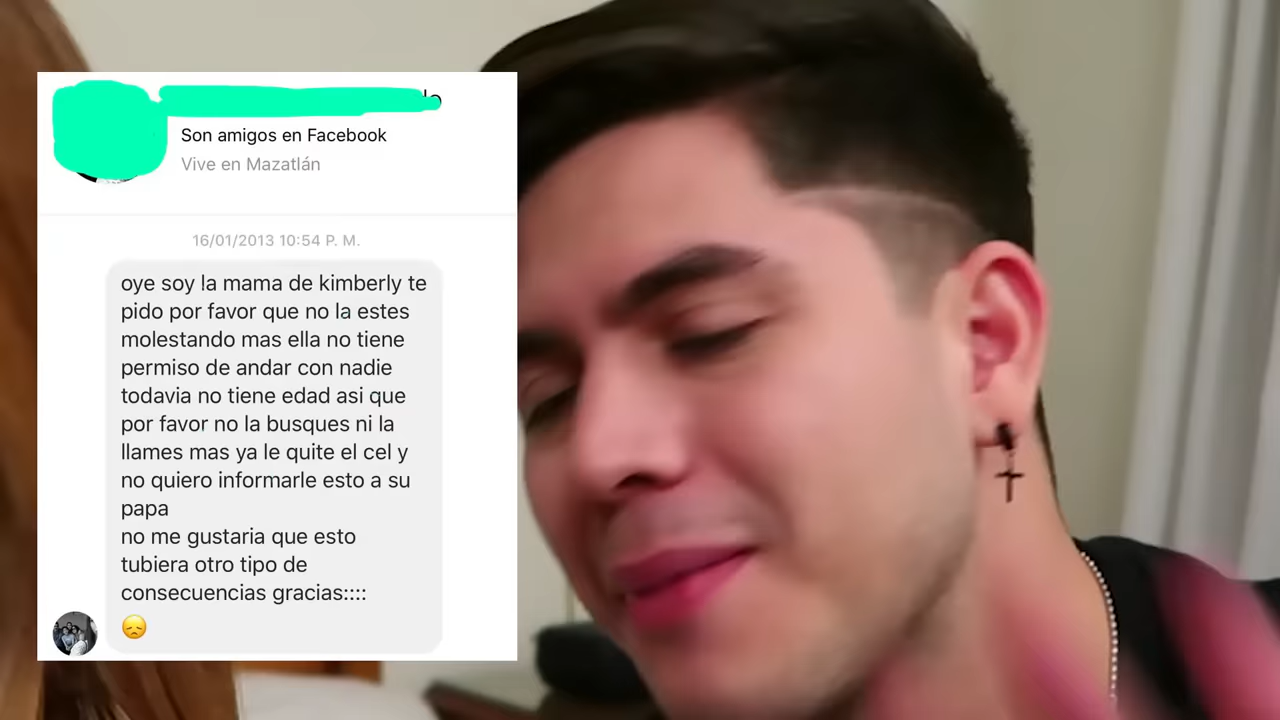 Son amigos en Facebook
Vive en Mazatlán
16/01/2013 10:54 P. M.
oye soy la mama de kimberly te
pido por favor que no la estes
molestando mas ella no tiene
permiso de andar con nadie
todavia no tiene edad asi que
por favor no la busques ni la
llames mas ya le quite el cel y
no quiero informarle esto a su
papa
no me gustaria que esto
tubiera otro tipo de
consecuencias gracias::::
😞